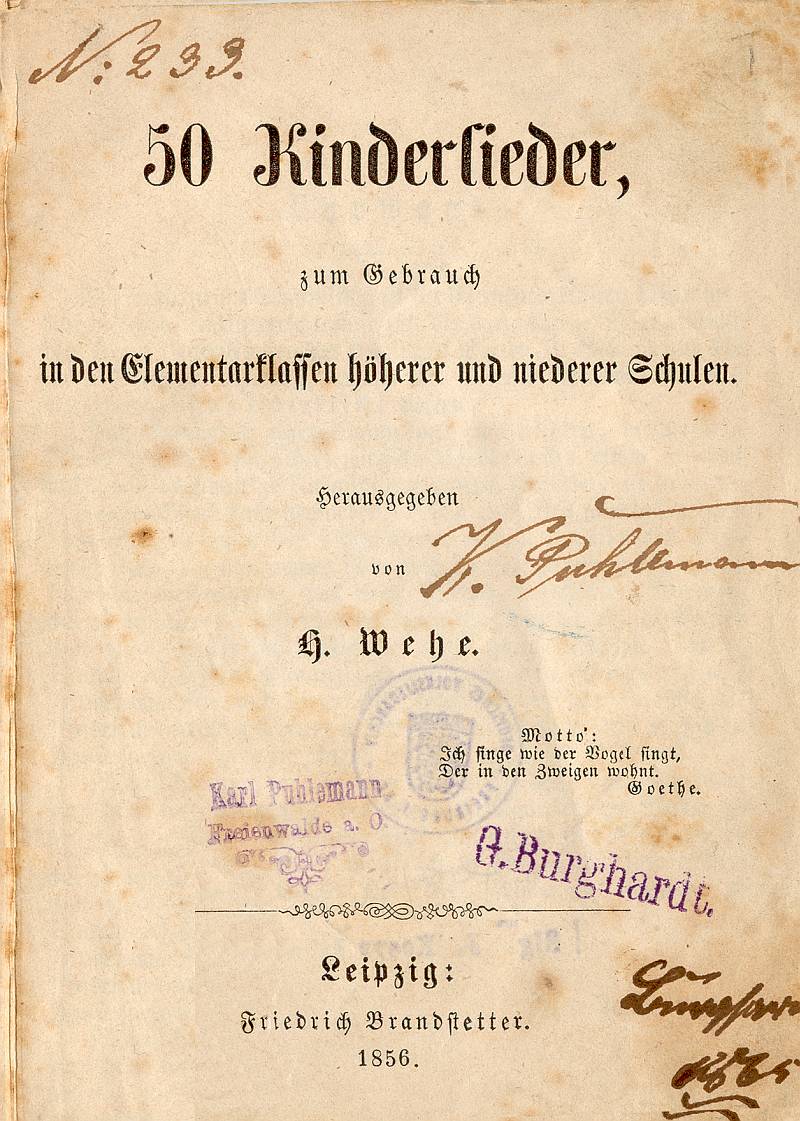 N: 233.
50 Kinderlieder,
zum Gebrauch
in den Elementarklassen höherer und niederer Schulen.
Herausgegeben
von
K. Puhlemann
H. Wehe.
Motto:
Ich singe wie der Vogel singt,
Der in den Zweigen wohnt.
Goethe.
Karl Puhlemann
Freienwalde a. O.
G. Burghardt.
Leipzig:
Friedrich Brandstetter.
1856.